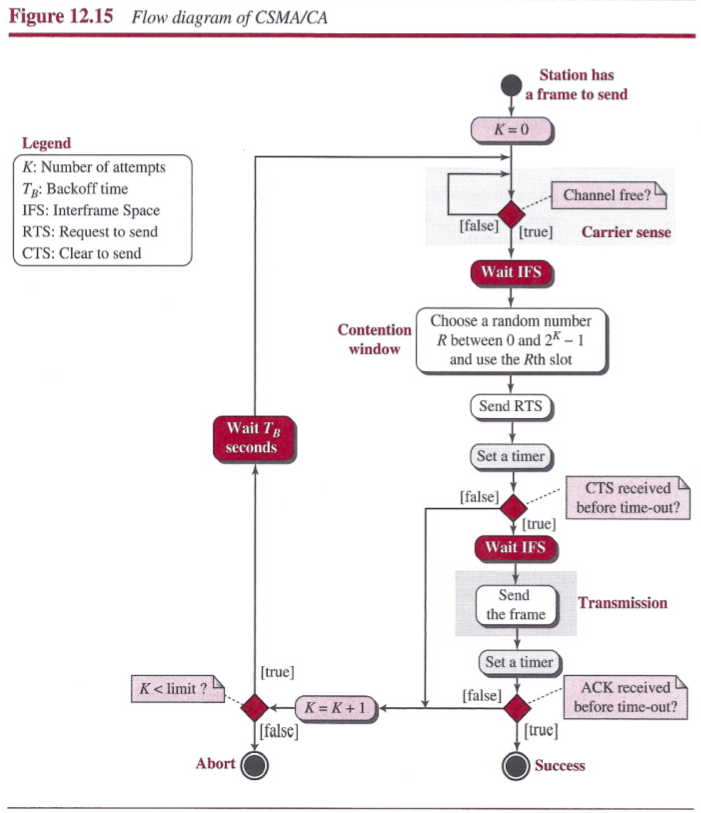 Figure 12.15 Flow diagram of CSMA/CA
Station has
a frame to send
K = 0
Legend
K: Number of attempts
T_B: Backoff time
IFS: Interframe Space
RTS: Request to send
CTS: Clear to send
Channel free?
[false]
[true]
Carrier sense
Wait IFS
Contention
window
Choose a random number
R between 0 and 2^K – 1
and use the Rth slot
Send RTS
Wait T_B
seconds
Set a timer
[false]
CTS received
before time-out?
[true]
Wait IFS
Send
the frame
Transmission
Set a timer
[true]
K < limit ?
K = K + 1
[false]
ACK received
before time-out?
[false]
[true]
Abort
Success